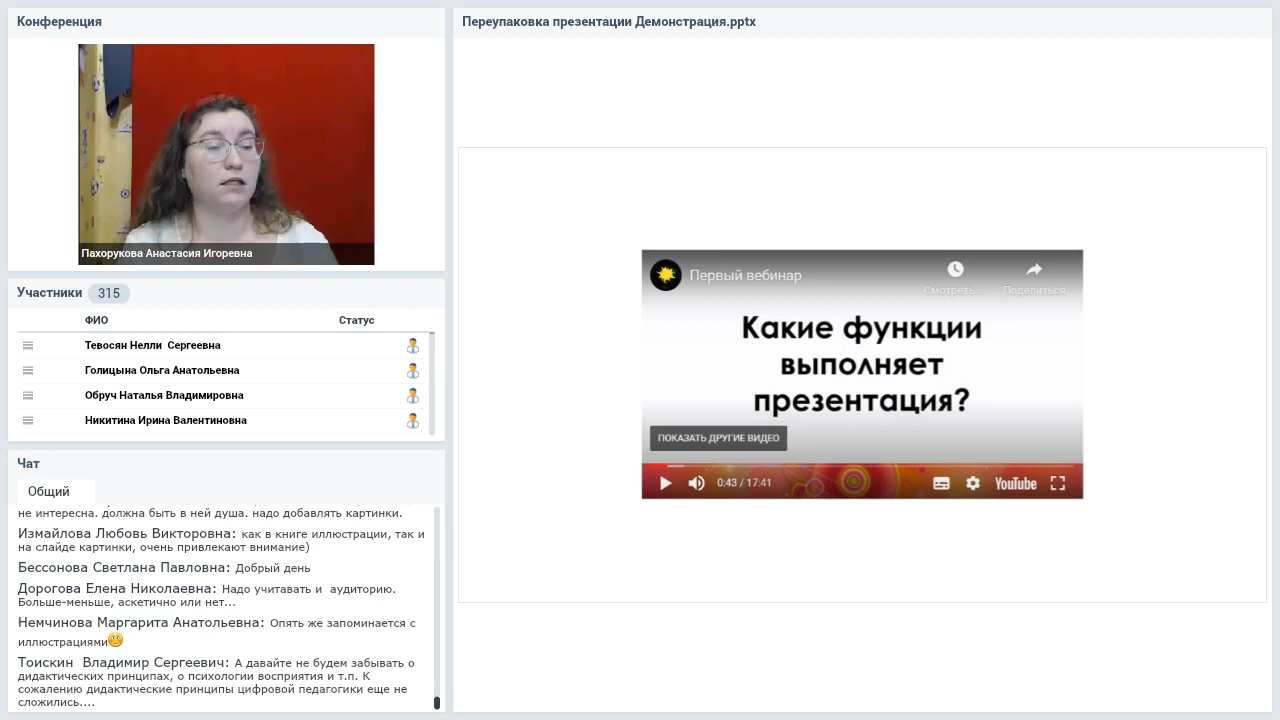 Конференция
Пахорукова Анастасия Игоревна
Участники 315
ФИО Статус
Тевосян Нелли Сергеевна
Голицына Ольга Анатольевна
Обруч Наталья Владимировна
Никитина Ирина Валентиновна
Чат
Общий
не интересна. должна быть в ней душа. надо добавлять картинки.
Измайлова Любовь Викторовна: как в книге иллюстрации, так и
на слайде картинки, очень привлекают внимание)
Бессонова Светлана Павловна: Добрый день
Дорогова Елена Николаевна: Надо учитавать и аудиторию.
Больше-меньше, аскетично или нет...
Немчинова Маргарита Анатольевна: Опять же запоминается с
иллюстрациями
Тоискин Владимир Сергеевич: А давайте не будем забывать о
дидактических принципах, о психологии восприятия и т.п. К
сожалению дидактические принципы цифровой педагогики еще не
сложились....
Переупаковка презентации Демонстрация.pptx
Первый вебинар
Смотреть... Поделиться
Какие функции
выполняет
презентация?
ПОКАЗАТЬ ДРУГИЕ ВИДЕО
0:43 / 17:41 YouTube